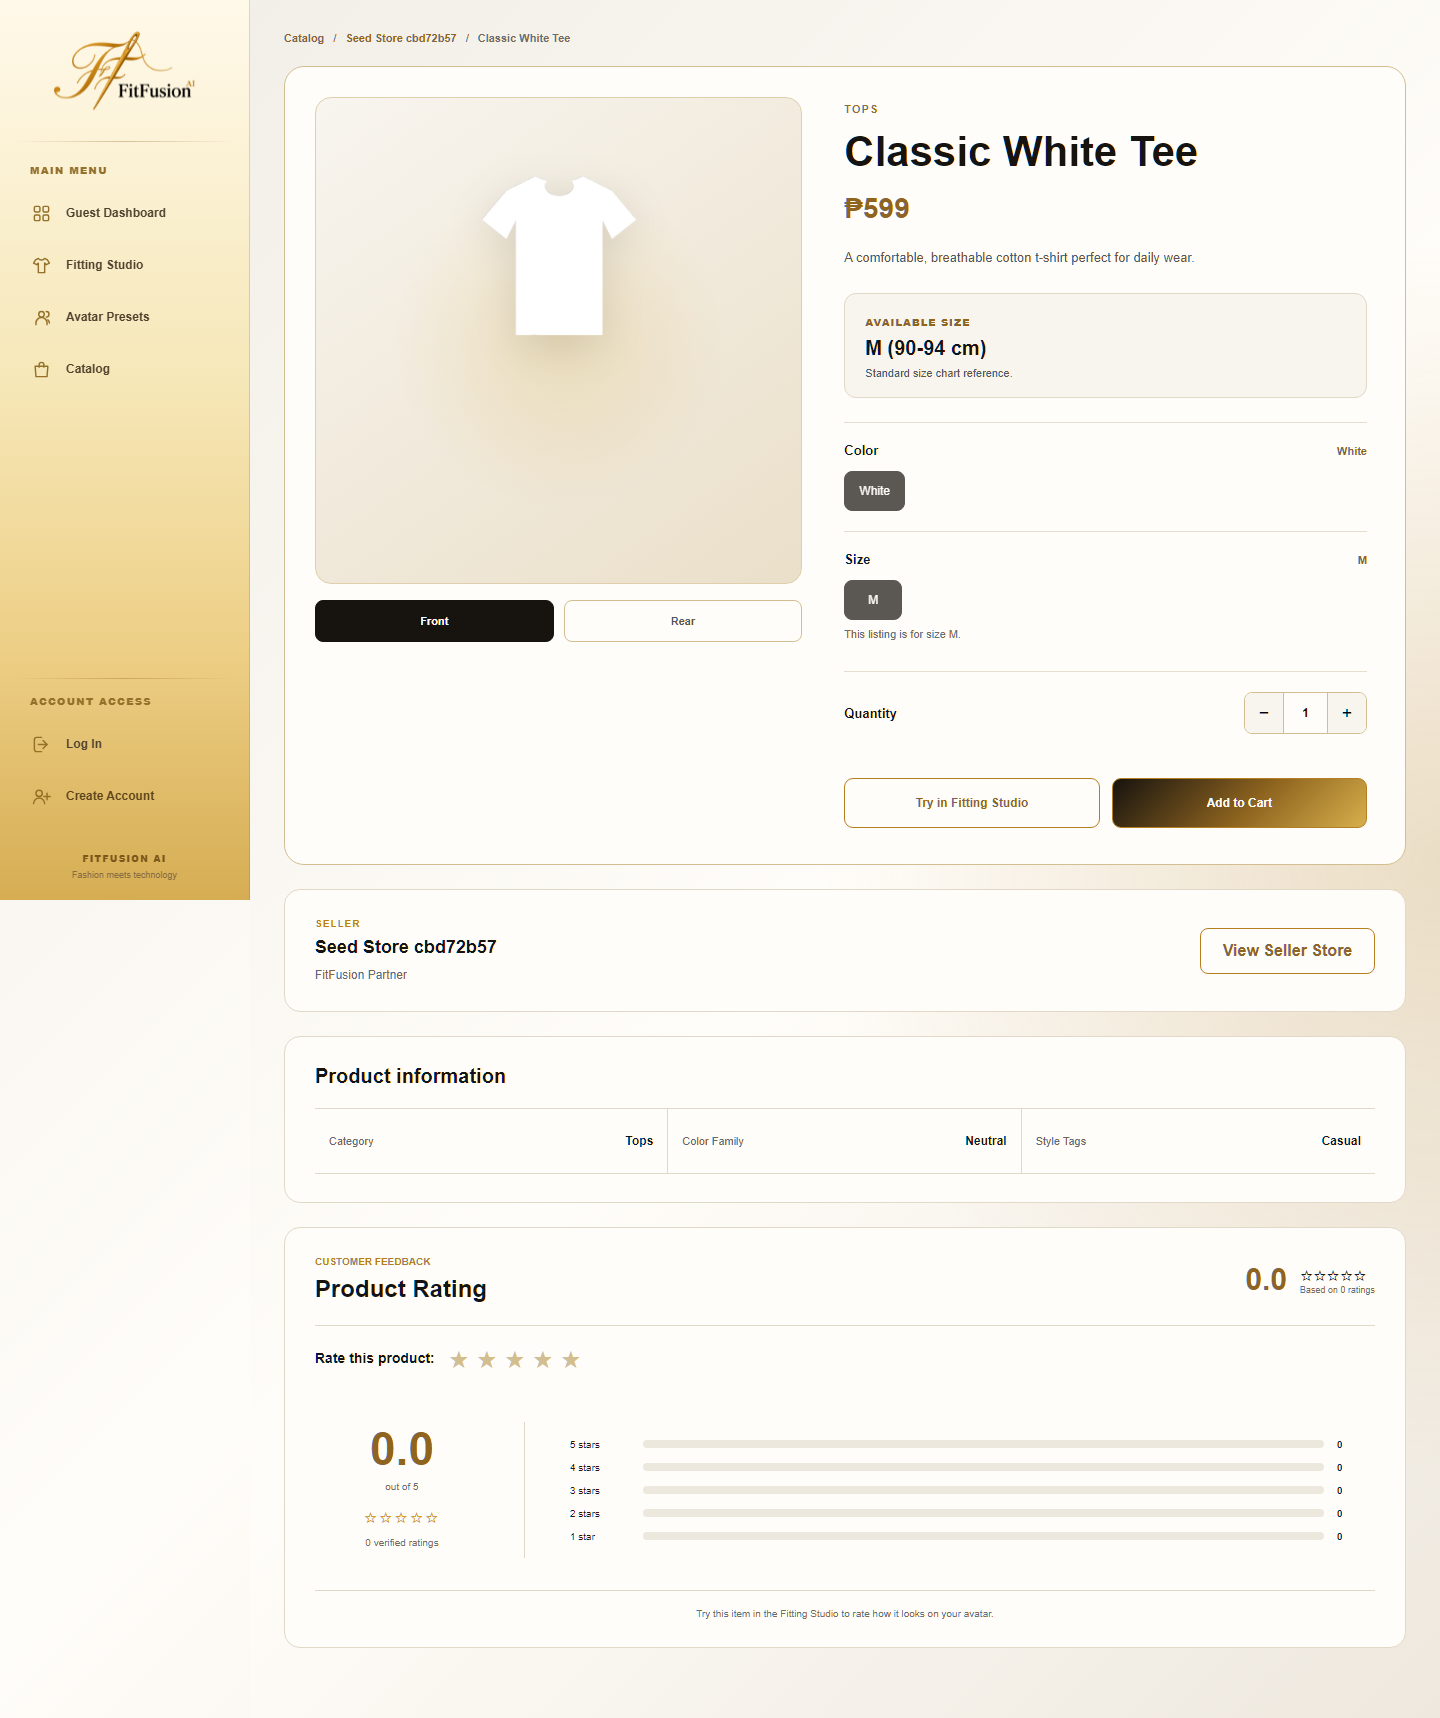 FitFusion AI
MAIN MENU
Guest Dashboard
Fitting Studio
Avatar Presets
Catalog
ACCOUNT ACCESS
Log In
Create Account
FITFUSION AI
Fashion meets technology
Catalog / Seed Store cbd72b57 / Classic White Tee
Front
Rear
TOPS
Classic White Tee
₱599
A comfortable, breathable cotton t-shirt perfect for daily wear.
AVAILABLE SIZE
M (90-94 cm)
Standard size chart reference.
Color White
White
Size M
M
This listing is for size M.
Quantity − 1 +
Try in Fitting Studio
Add to Cart
SELLER
Seed Store cbd72b57
FitFusion Partner
View Seller Store
Product information
Category Tops
Color Family Neutral
Style Tags Casual
CUSTOMER FEEDBACK
Product Rating
0.0 ☆☆☆☆☆
Based on 0 ratings
Rate this product: ★ ★ ★ ★ ★
0.0
out of 5
☆☆☆☆☆
0 verified ratings
5 stars 0
4 stars 0
3 stars 0
2 stars 0
1 star 0
Try this item in the Fitting Studio to rate how it looks on your avatar.